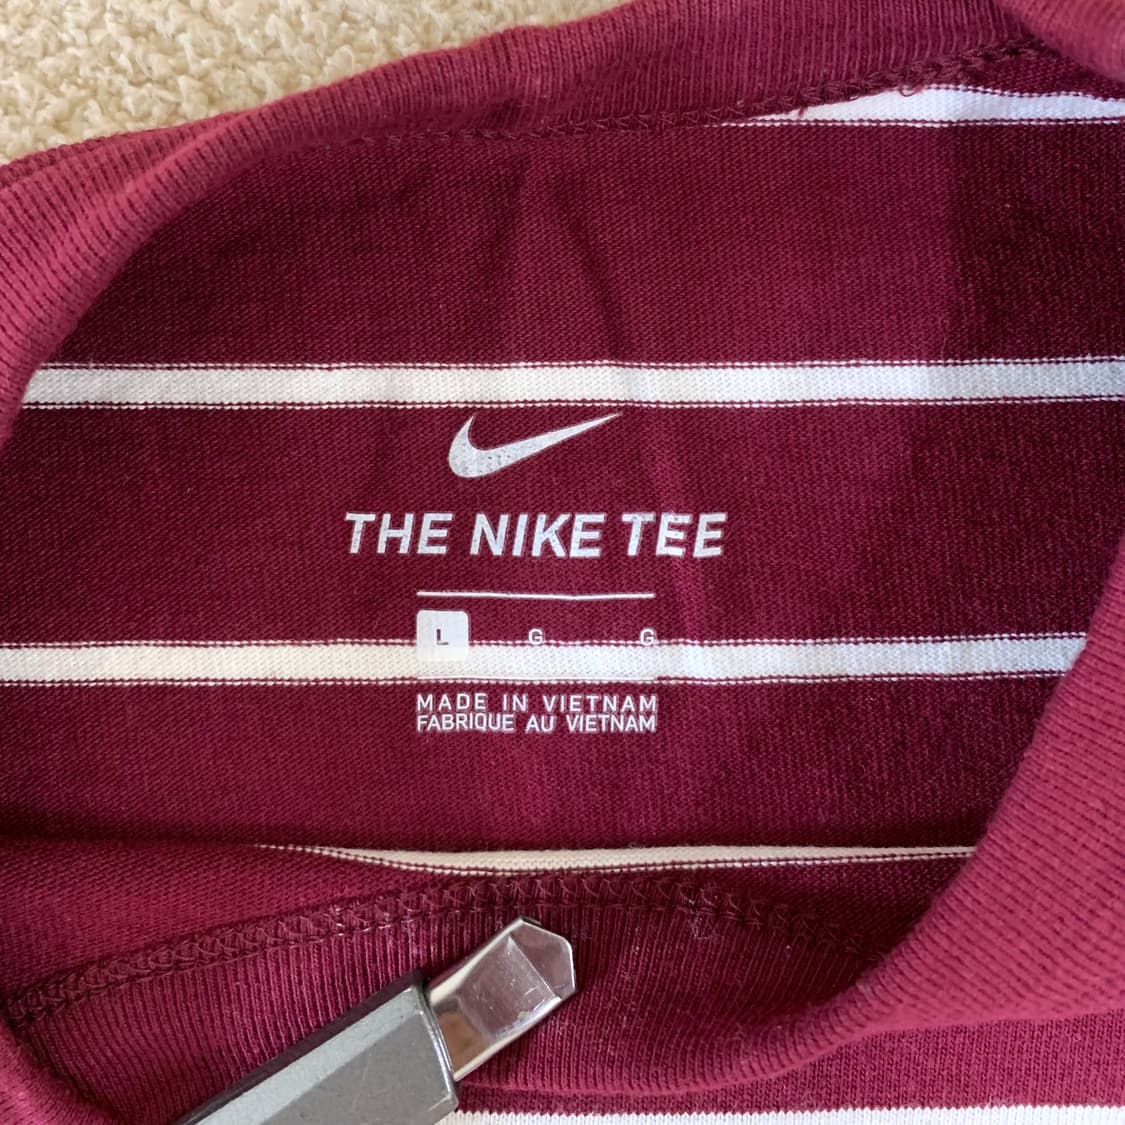 THE NIKE TEE
L G G
MADE IN VIETNAM
FABRIQUE AU VIETNAM